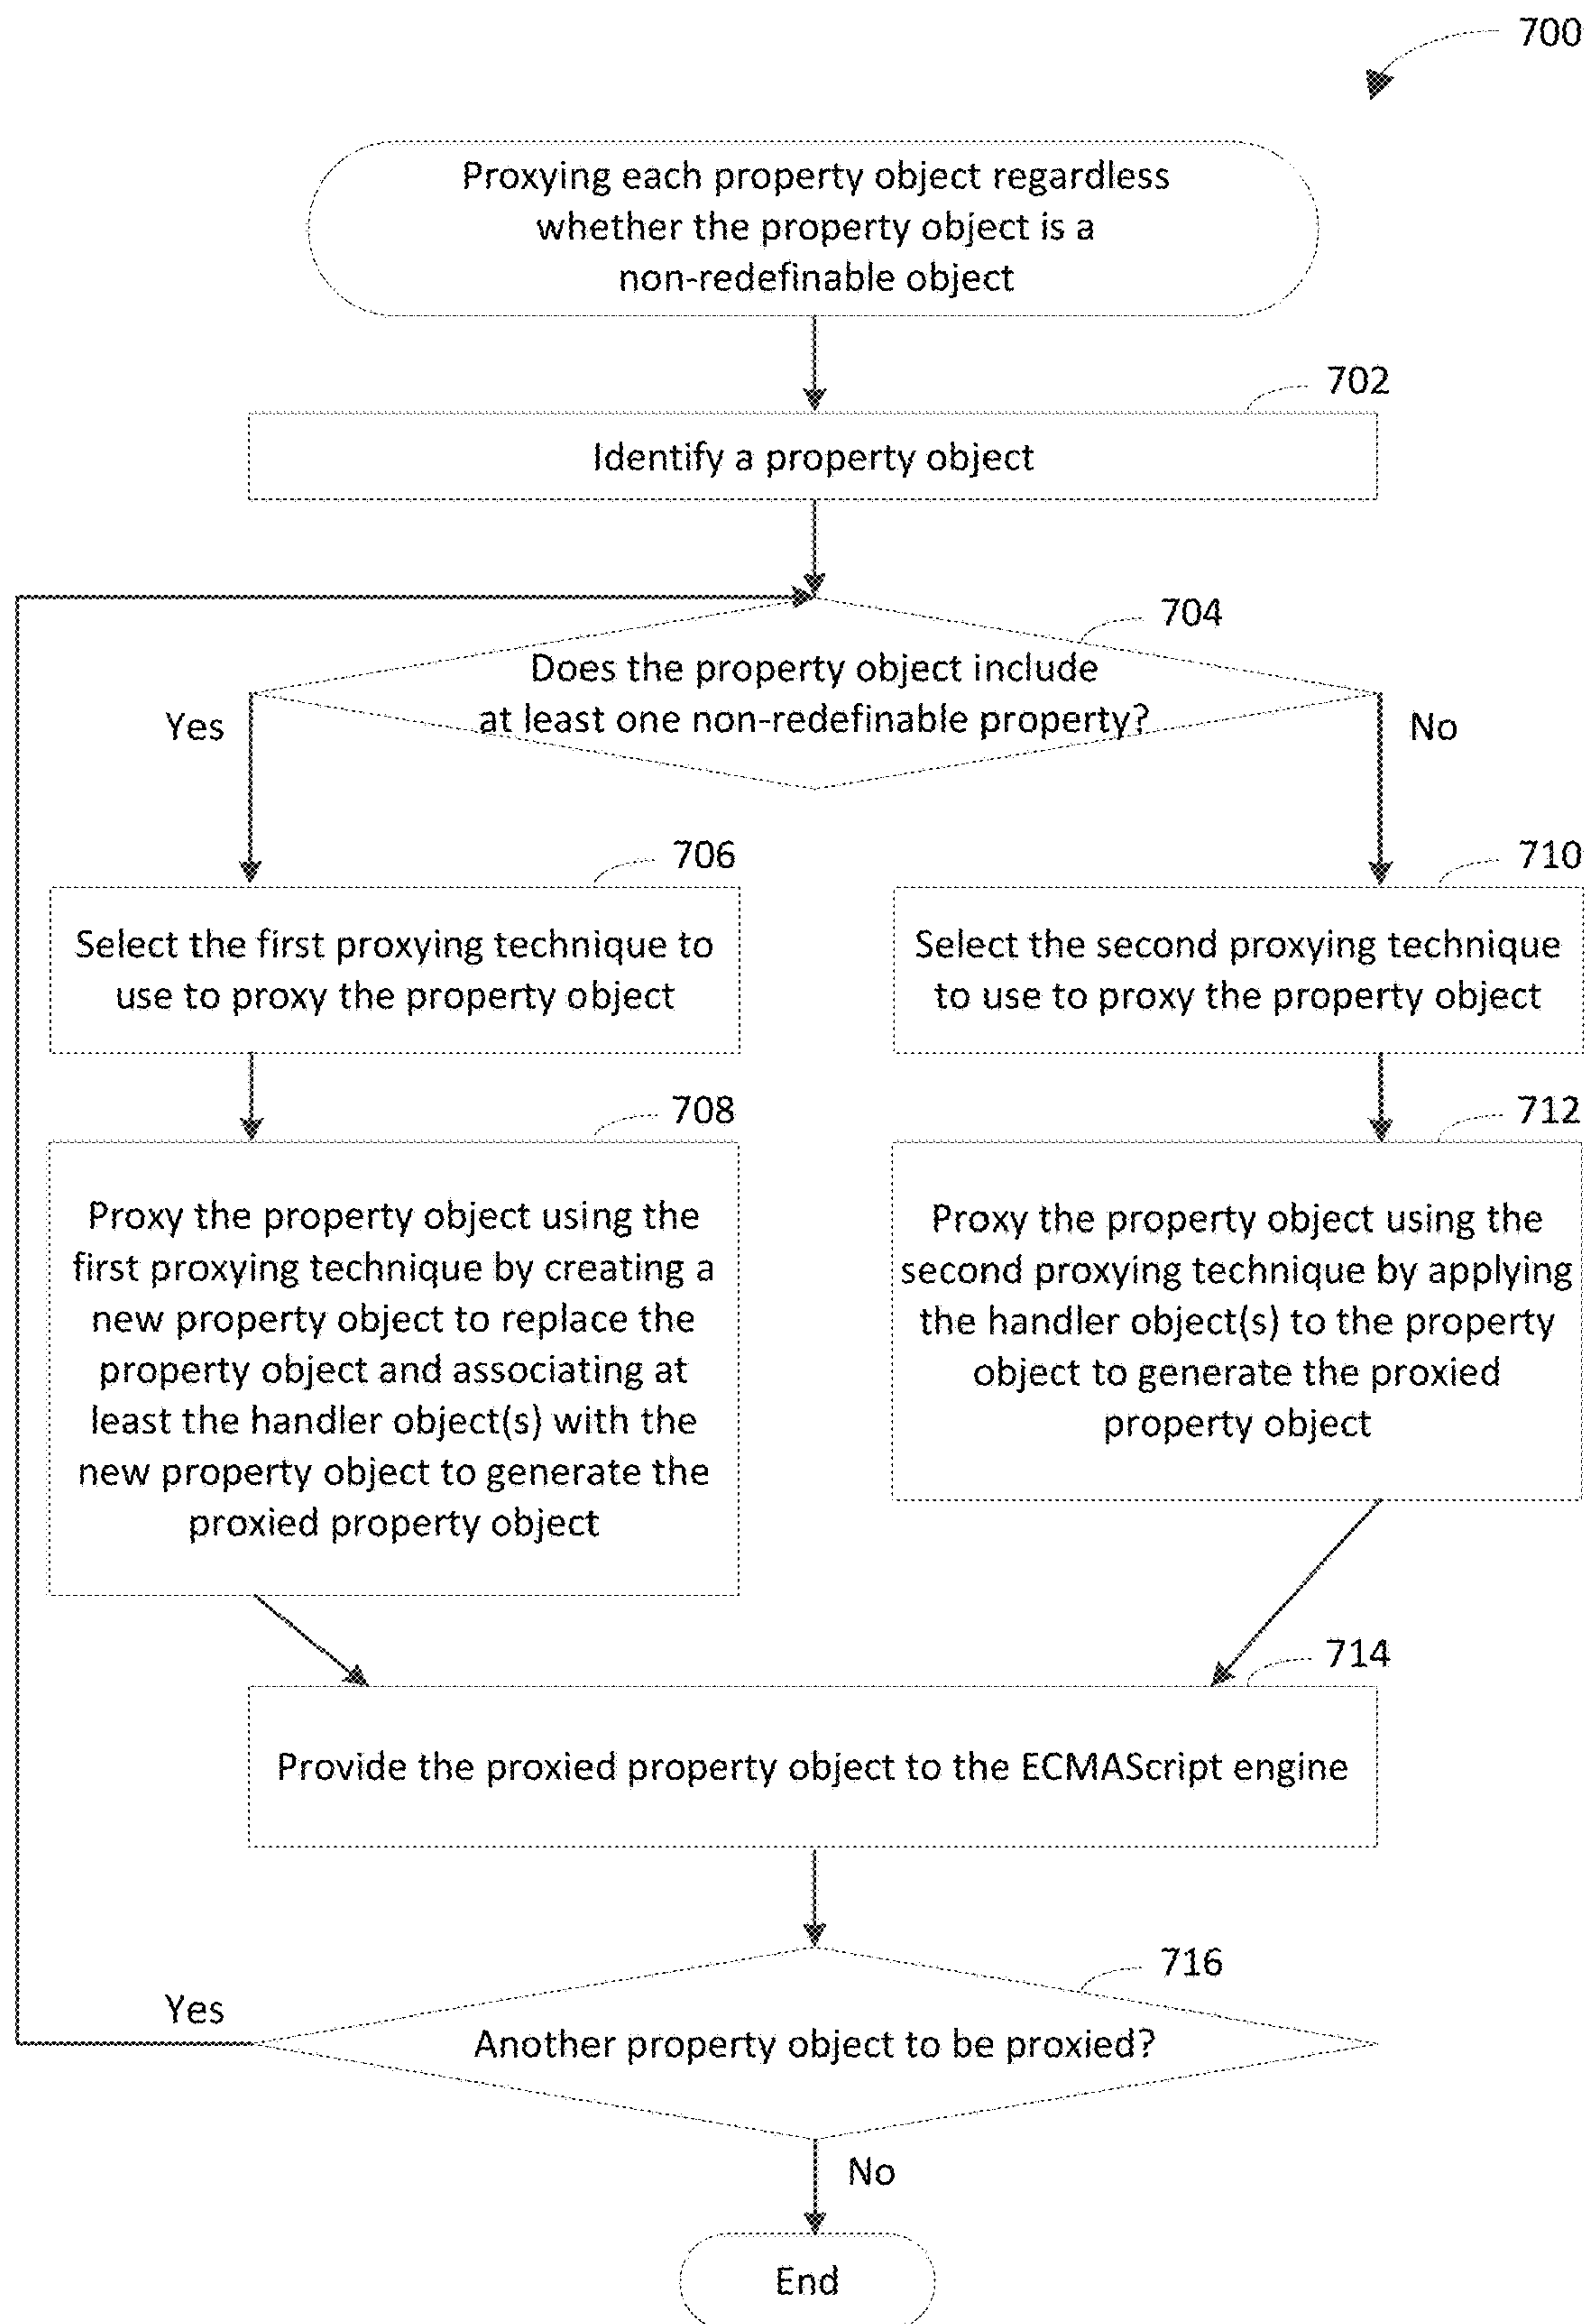 700
Proxying each property object regardless
whether the property object is a
non-redefinable object
702
Identify a property object
704
Does the property object include
at least one non-redefinable property?
Yes
No
706
Select the first proxying technique to
use to proxy the property object
710
Select the second proxying technique
to use to proxy the property object
708
Proxy the property object using the
first proxying technique by creating a
new property object to replace the
property object and associating at
least the handler object(s) with the
new property object to generate the
proxied property object
712
Proxy the property object using the
second proxying technique by applying
the handler object(s) to the property
object to generate the proxied
property object
714
Provide the proxied property object to the ECMAScript engine
716
Yes
Another property object to be proxied?
No
End